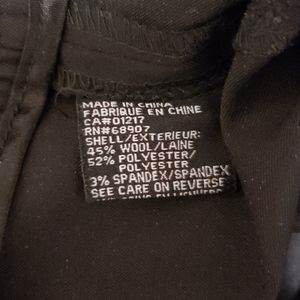 MADE IN CHINA
FABRIQUE EN CHINE
CA#01217
RN#68907
SHELL/EXTERIEUR:
45% WOOL/LAINE
52% POLYESTER/
POLYESTER
3% SPANDEX/SPANDEX
SEE CARE ON REVERSE